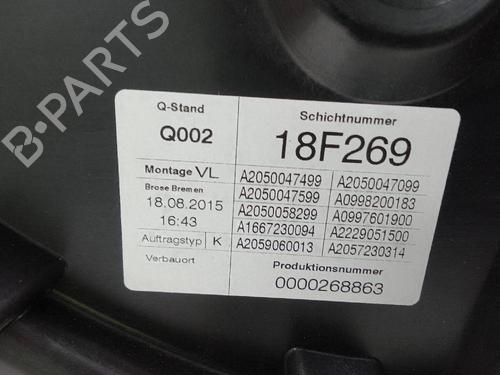 B-PARTS
Q-Stand
Q002
Schichtnummer
18F269
Montage VL
Brose Bremen
18.08.2015
16:43
Auftragstyp K
Verbauort
A2050047499 A2050047099
A2050047599 A0998200183
A2050058299 A0997601900
A1667230094 A2229051500
A2059060013 A2057230314
Produktionsnummer
0000268863